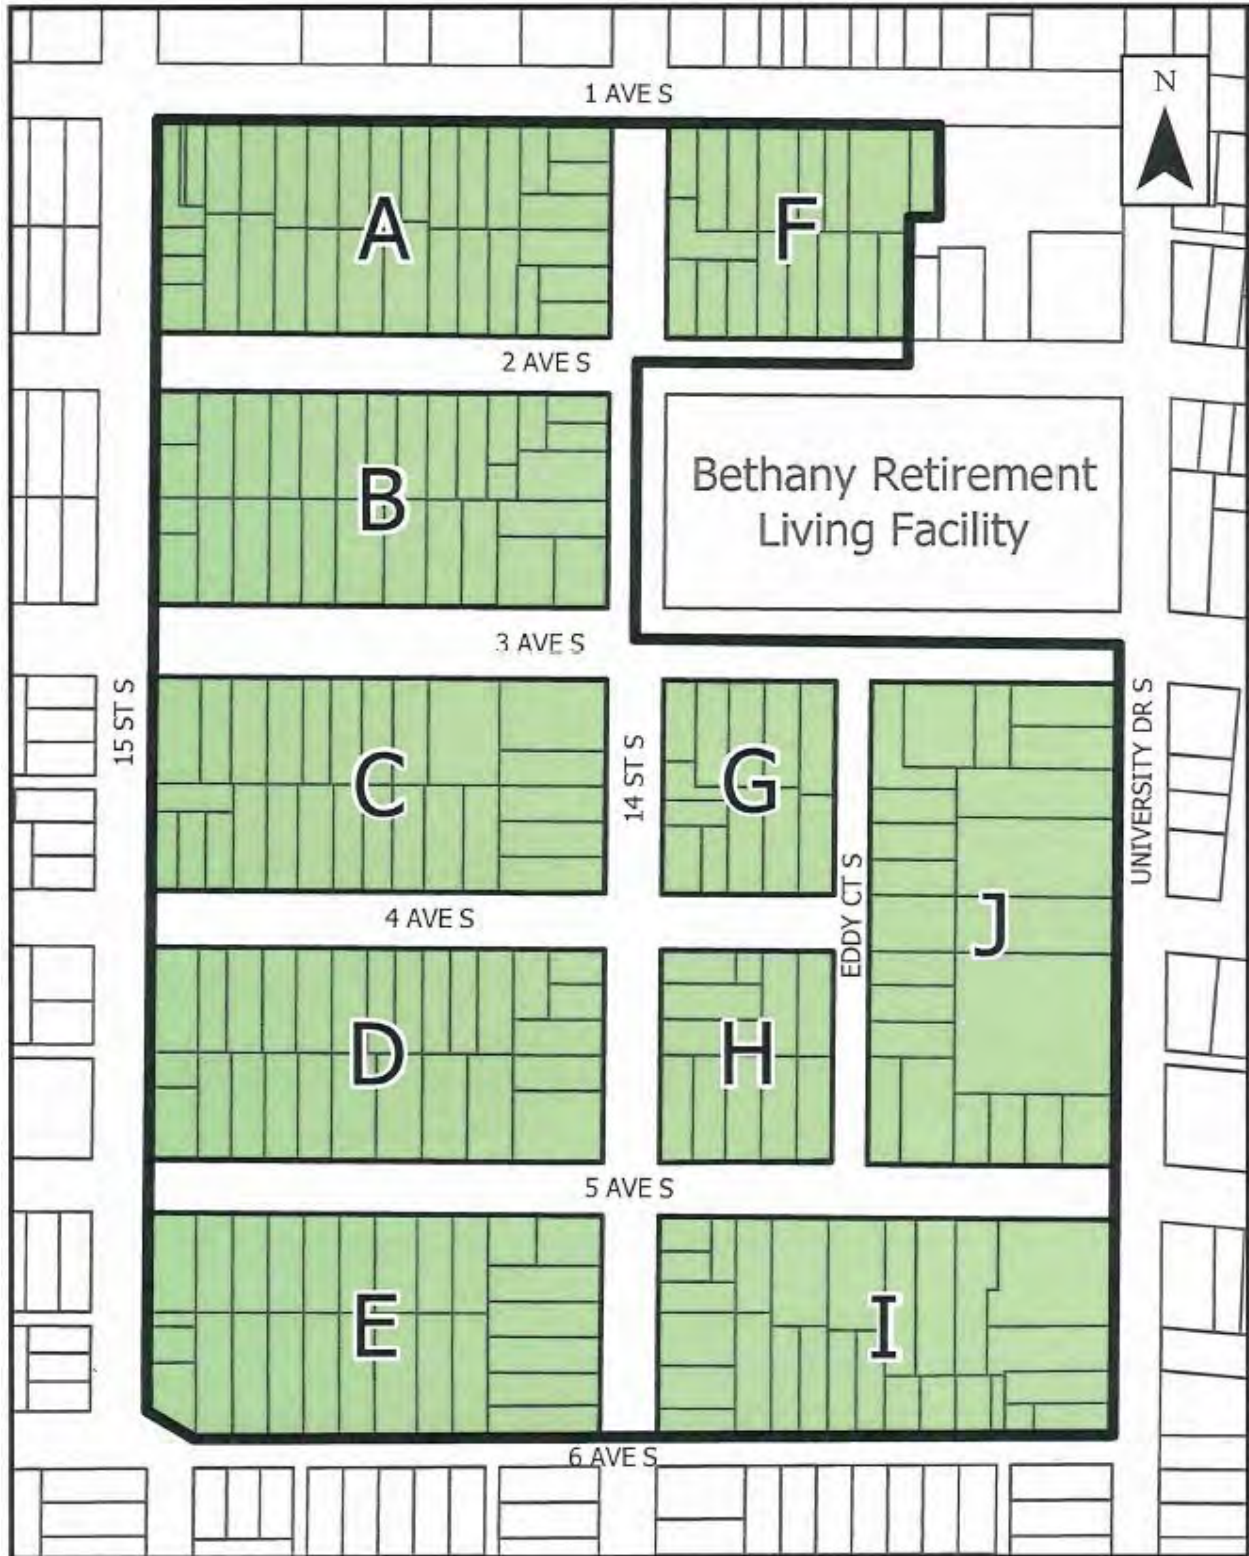 1 AVE S
N
A
F
2 AVE S
B
Bethany Retirement
Living Facility
3 AVE S
15 ST S
C
14 ST S
G
EDDY CT S
J
UNIVERSITY DR S
4 AVE S
D
H
5 AVE S
E
I
6 AVE S